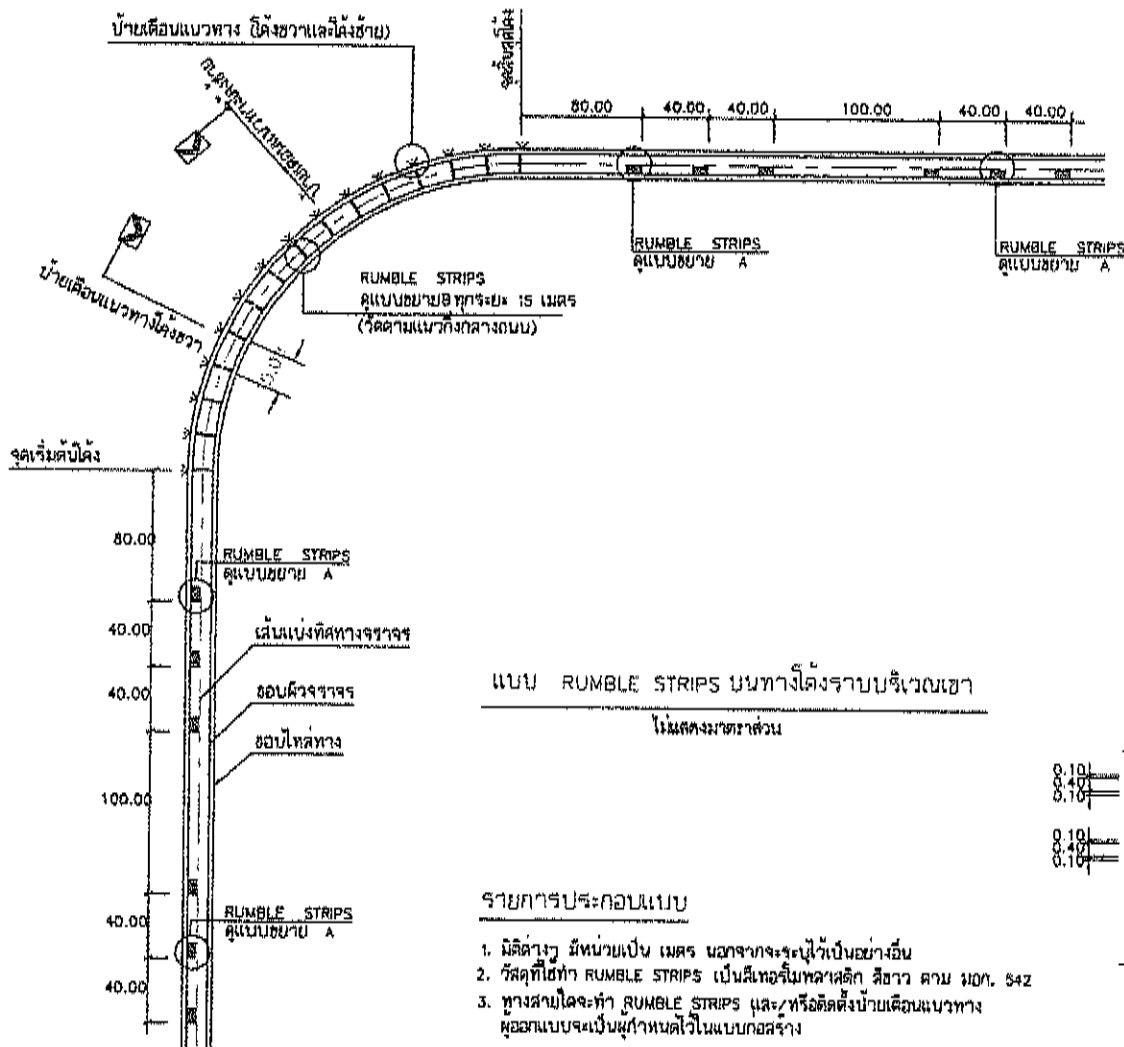 ป้ายเตือนแนวทาง (โค้งขวาและโค้งซ้าย)
80.00 40.00 40.00 100.00 40.00 40.00
RUMBLE STRIPS
ดูแบบขยาย A
RUMBLE STRIPS
ดูแบบขยาย A
ป้ายเตือนแนวทางโค้งขวา
RUMBLE STRIPS
ดูแบบขยายB ทุกระยะ 15 เมตร
(วัดตามแนวกึ่งกลางถนน)
จุดเริ่มต้นโค้ง
80.00
RUMBLE STRIPS
ดูแบบขยาย A
40.00
เส้นแบ่งทิศทางจราจร
40.00
ขอบผิวจราจร
ขอบไหล่ทาง
100.00
RUMBLE STRIPS
ดูแบบขยาย A
40.00
40.00
แบบ RUMBLE STRIPS บนทางโค้งราบบริเวณเขา
ไม่แสดงมาตราส่วน
0.10
0.40
0.10
0.10
0.40
0.10
รายการประกอบแบบ
1. มิติต่างๆ มีหน่วยเป็น เมตร นอกจากจะระบุไว้เป็นอย่างอื่น
2. วัสดุที่ใช้ทำ RUMBLE STRIPS เป็นสีเทอร์โมพลาสติก สีขาว ตาม มอก. 542
3. ทางสายใดจะทำ RUMBLE STRIPS และ/หรือติดตั้งป้ายเตือนแนวทาง
ผู้ออกแบบจะเป็นผู้กำหนดไว้ในแบบก่อสร้าง